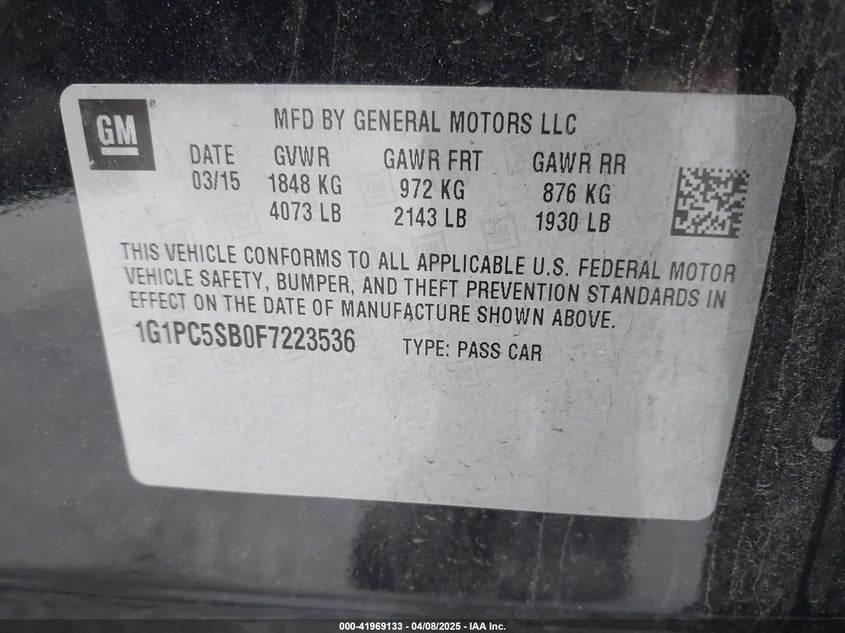 GM
MFD BY GENERAL MOTORS LLC
DATE GVWR GAWR FRT GAWR RR
03/15 1848 KG 972 KG 876 KG
4073 LB 2143 LB 1930 LB
THIS VEHICLE CONFORMS TO ALL APPLICABLE U.S. FEDERAL MOTOR
VEHICLE SAFETY, BUMPER, AND THEFT PREVENTION STANDARDS IN
EFFECT ON THE DATE OF MANUFACTURE SHOWN ABOVE.
1G1PC5SB0F7223536 TYPE: PASS CAR
000-41969133 - 04/08/2025 - IAA Inc.